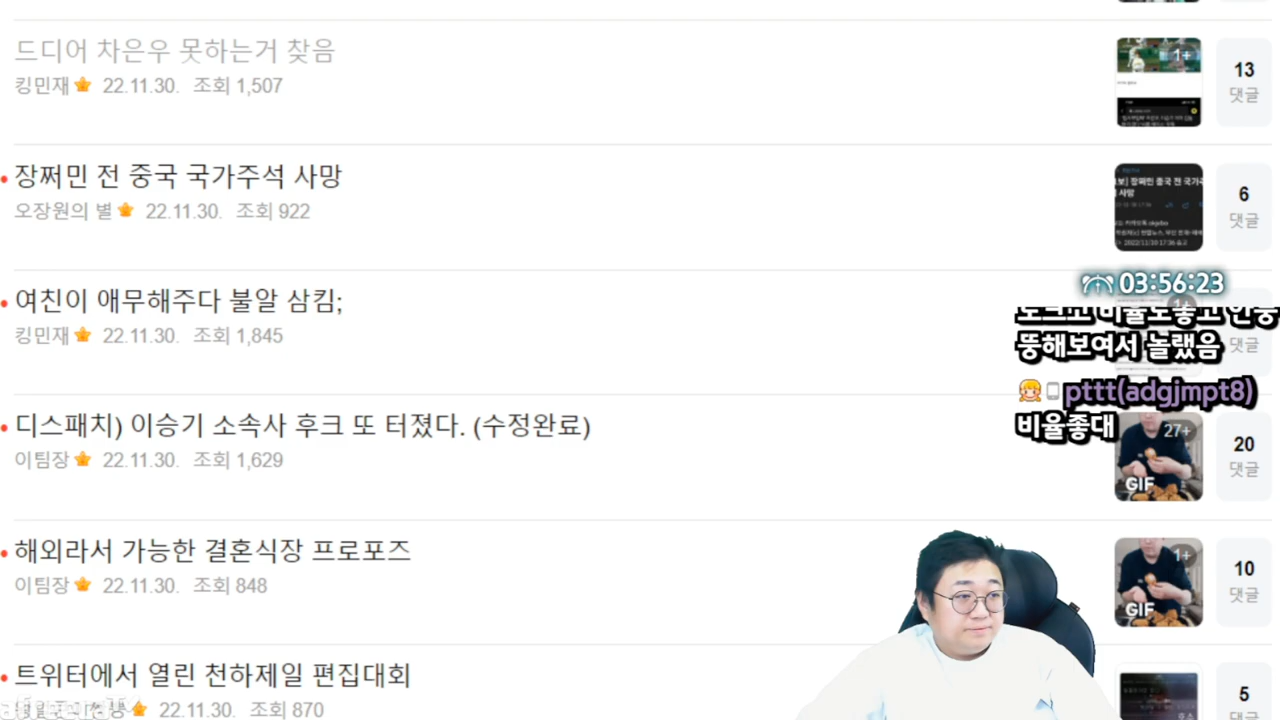 드디어 차은우 못하는거 찾음
킹민재 22.11.30. 조회 1,507
1+
13
댓글
장쩌민 전 중국 국가주석 사망
오장원의 별 22.11.30. 조회 922
6
댓글
03:56:23
여친이 애무해주다 불알 삼킴;
킹민재 22.11.30. 조회 1,845
댓글
뚱해보여서 놀랬음
pttt(adgjmpt8)
비율좋대
디스패치) 이승기 소속사 후크 또 터졌다. (수정완료)
이팀장 22.11.30. 조회 1,629
27+
GIF
20
댓글
해외라서 가능한 결혼식장 프로포즈
이팀장 22.11.30. 조회 848
1+
GIF
10
댓글
트위터에서 열린 천하제일 편집대회
22.11.30. 조회 870
afreecaTV
5
댓글